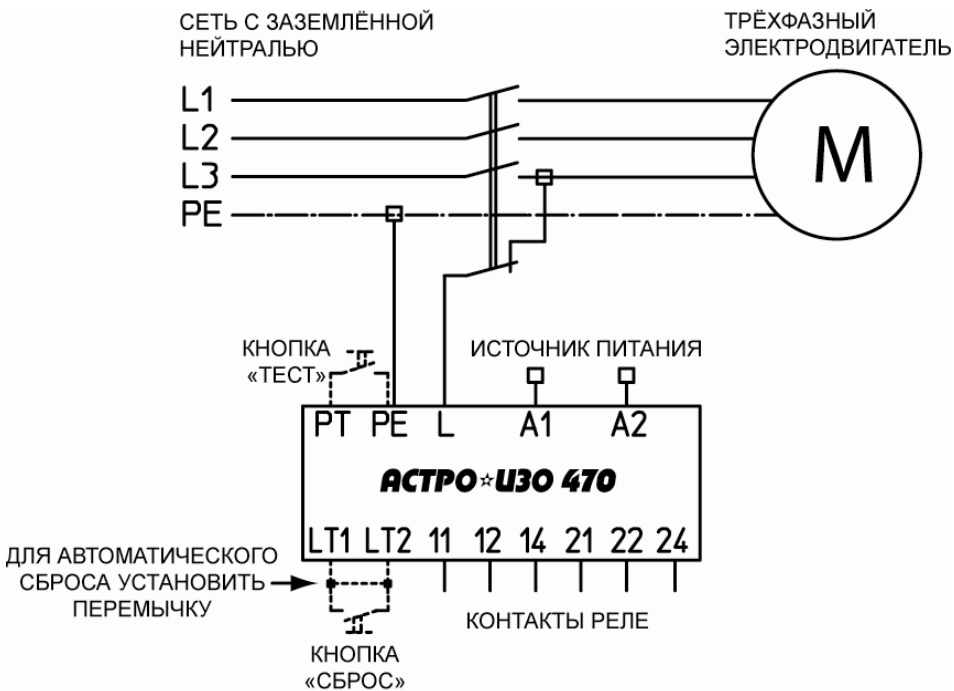 СЕТЬ С ЗАЗЕМЛЁННОЙ
НЕЙТРАЛЬЮ
ТРЁХФАЗНЫЙ
ЭЛЕКТРОДВИГАТЕЛЬ
L1
L2
L3
PE
M
КНОПКА
«ТЕСТ»
ИСТОЧНИК ПИТАНИЯ
PT PE L A1 A2
АСТРО☆ИЗО 470
LT1 LT2 11 12 14 21 22 24
ДЛЯ АВТОМАТИЧЕСКОГО
СБРОСА УСТАНОВИТЬ
ПЕРЕМЫЧКУ
КОНТАКТЫ РЕЛЕ
КНОПКА
«СБРОС»